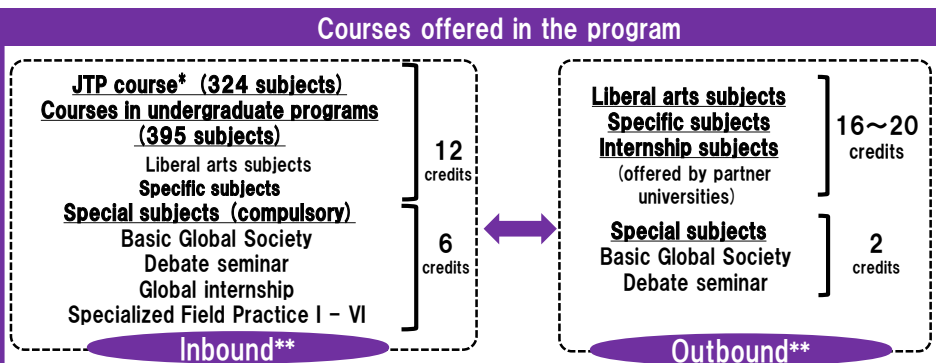 Courses offered in the program
JTP course* (324 subjects)
Courses in undergraduate programs
(395 subjects)
Liberal arts subjects
Specific subjects
12
credits
Special subjects (compulsory)
Basic Global Society
Debate seminar
Global internship
Specialized Field Practice I - VI
6
credits
Inbound**
Liberal arts subjects
Specific subjects
Internship subjects
(offered by partner
universities)
16～20
credits
Special subjects
Basic Global Society
Debate seminar
2
credits
Outbound**